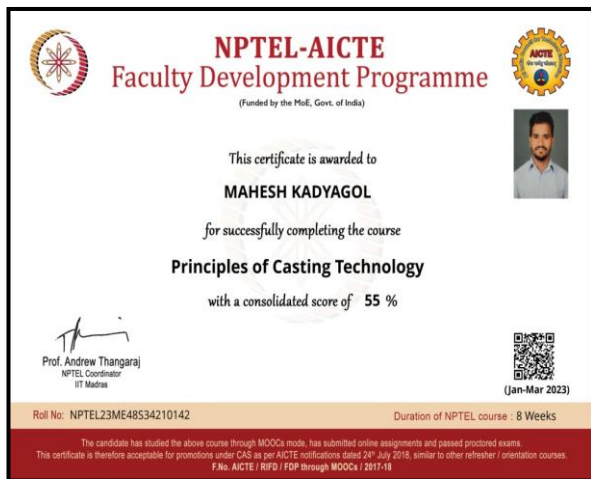 NPTEL-AICTE
Faculty Development Programme
(Funded by the MoE, Govt. of India)
AICTE
This certificate is awarded to
MAHESH KADYAGOL
for successfully completing the course
Principles of Casting Technology
with a consolidated score of 55 %
Prof. Andrew Thangaraj
NPTEL Coordinator
IIT Madras
(Jan-Mar 2023)
Roll No: NPTEL23ME48S34210142
Duration of NPTEL course : 8 Weeks
The candidate has studied the above course through MOOCs mode, has submitted online assignments and passed proctored exams.
This certificate is therefore acceptable for promotions under CAS as per AICTE notifications dated 24th July 2018, similar to other refresher / orientation courses.
F.No. AICTE / RIFD / FDP through MOOCs / 2017-18